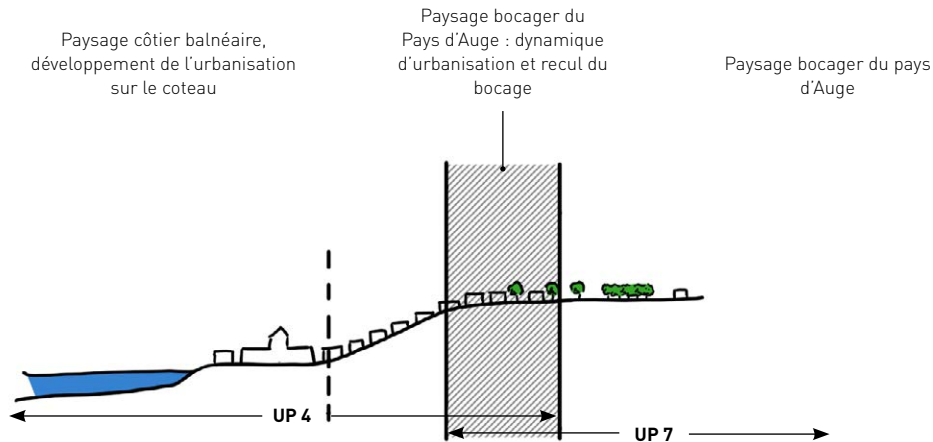 Paysage côtier balnéaire,
développement de l'urbanisation
sur le coteau
Paysage bocager du
Pays d'Auge : dynamique
d'urbanisation et recul du
bocage
Paysage bocager du pays
d'Auge
UP 4
UP 7